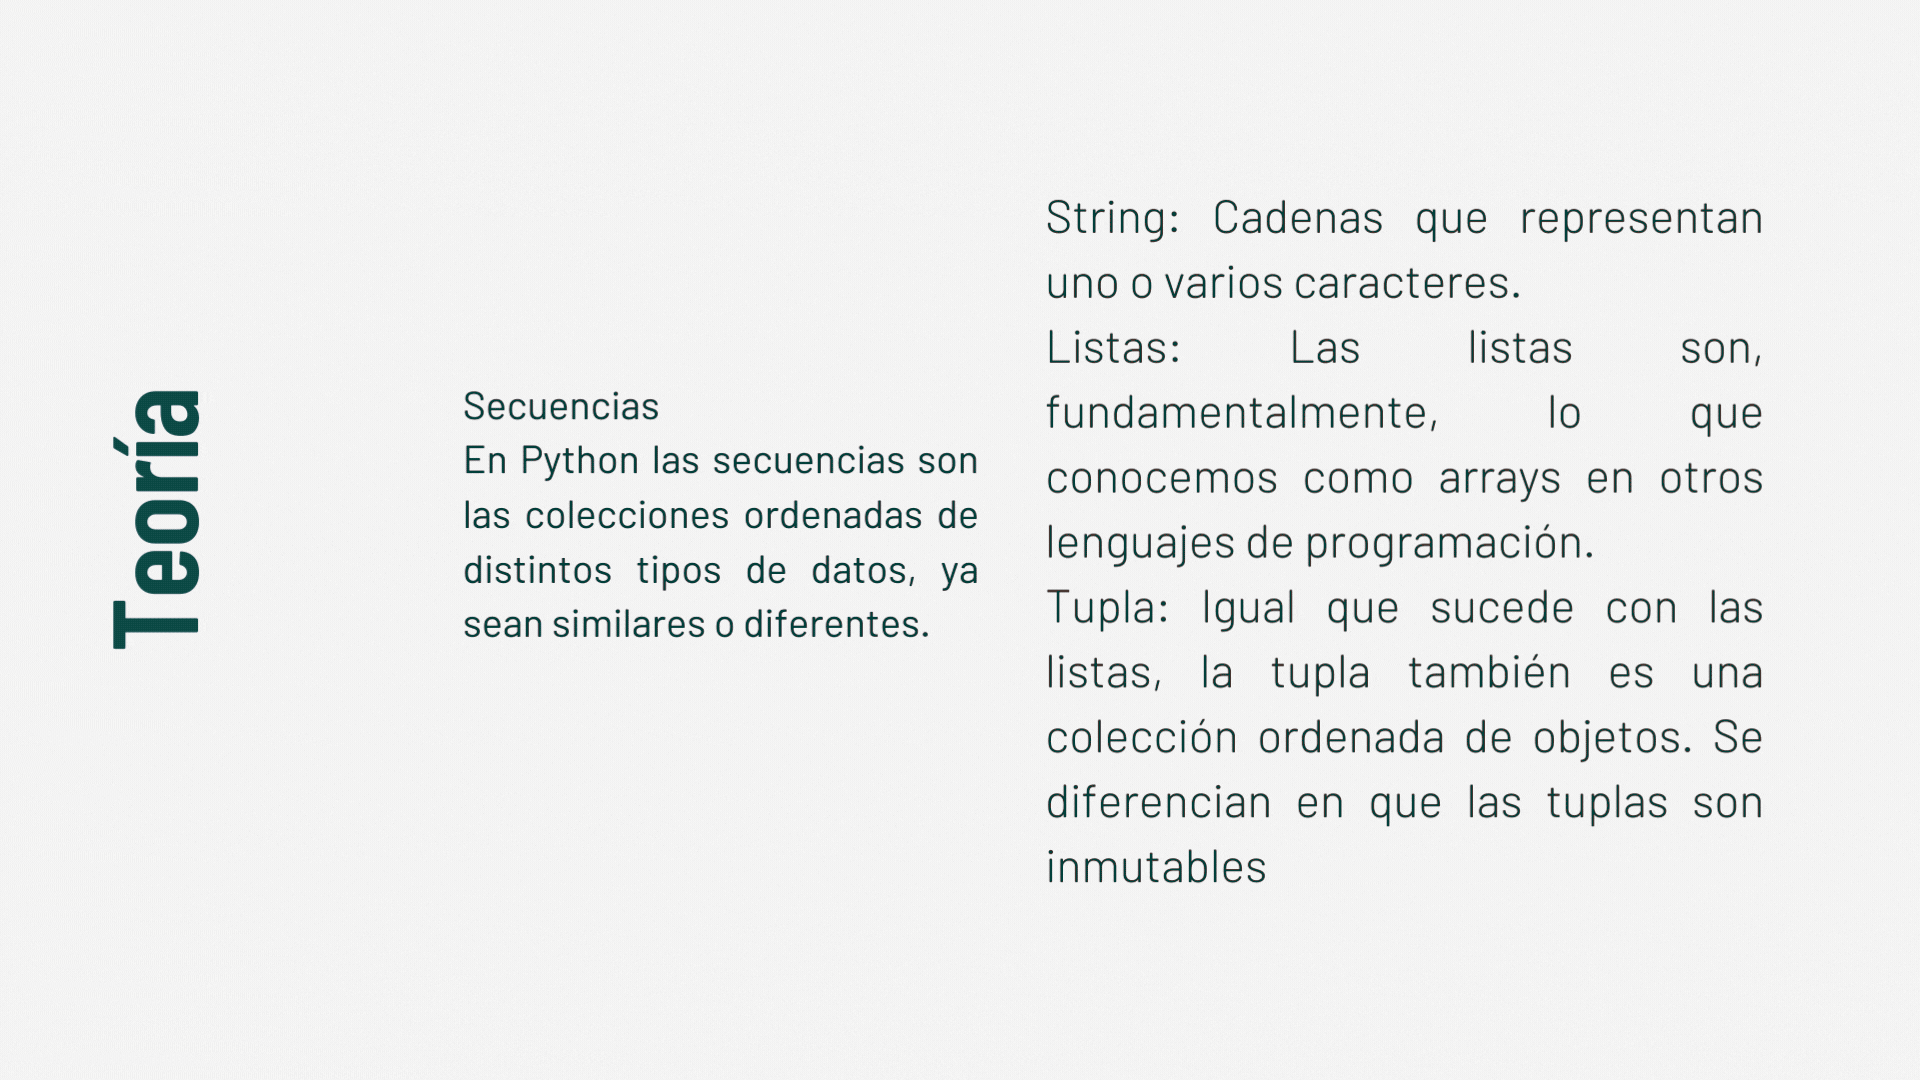 Teoría
Secuencias
En Python las secuencias son
las colecciones ordenadas de
distintos tipos de datos, ya
sean similares o diferentes.
String: Cadenas que representan
uno o varios caracteres.
Listas: Las listas son,
fundamentalmente, lo que
conocemos como arrays en otros
lenguajes de programación.
Tupla: Igual que sucede con las
listas, la tupla también es una
colección ordenada de objetos. Se
diferencian en que las tuplas son
inmutables